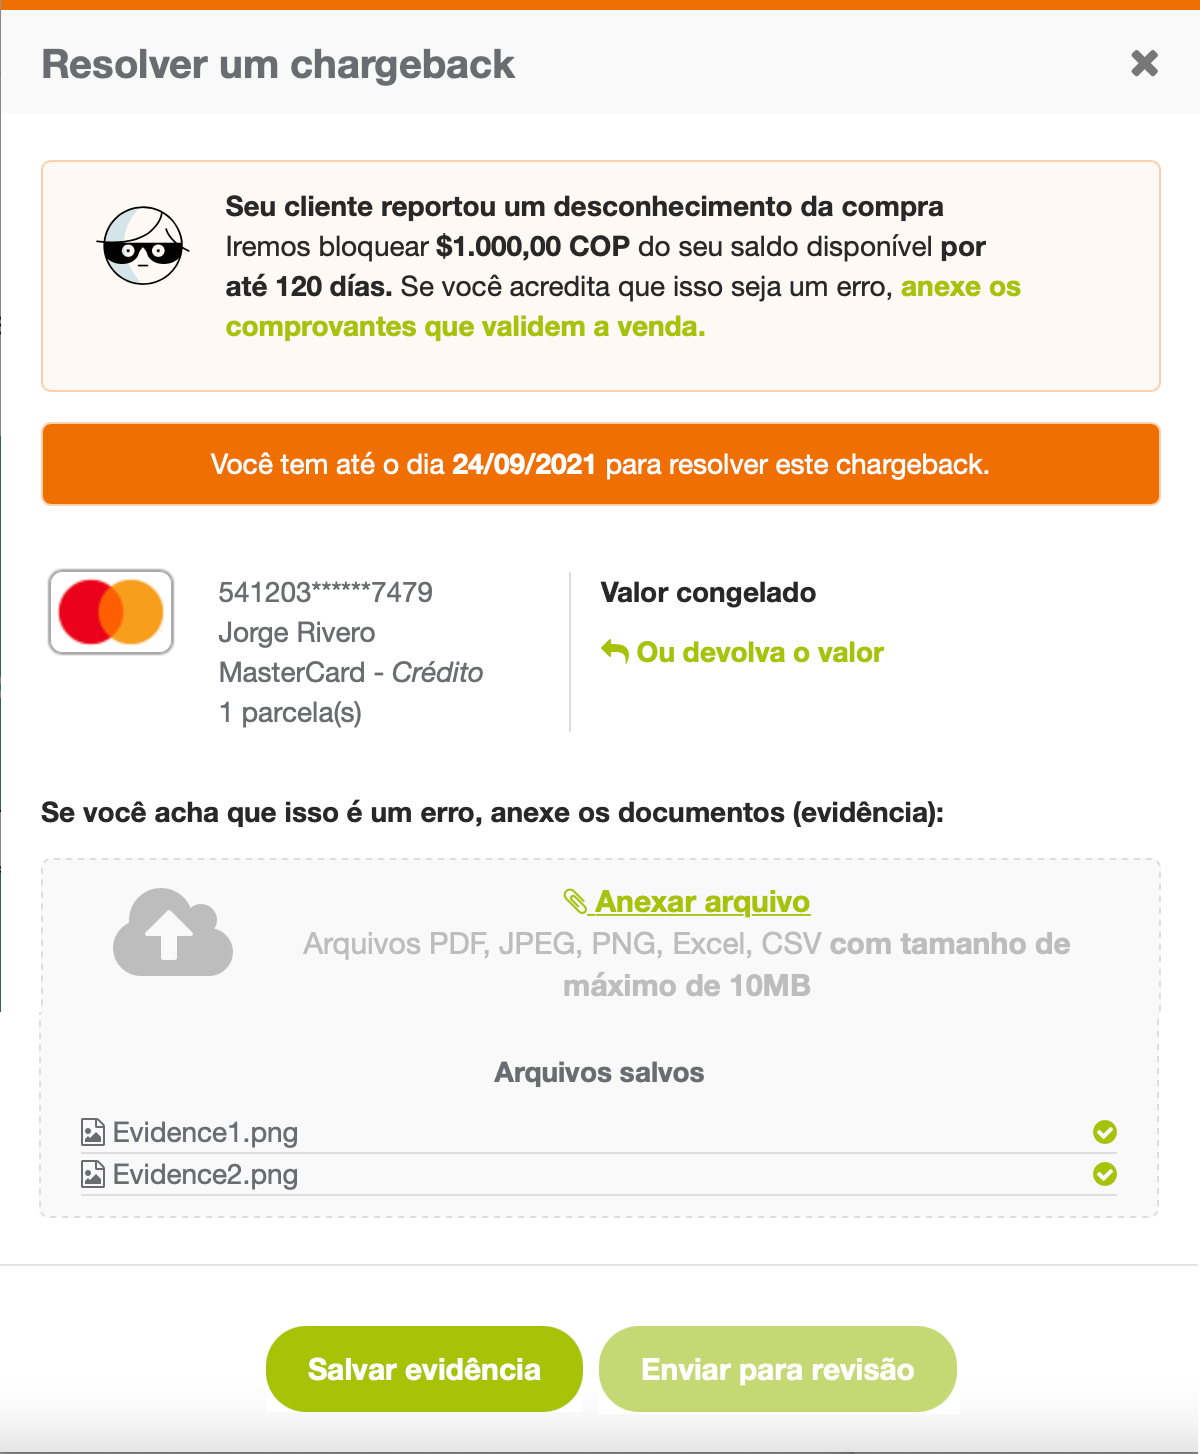 Resolver um chargeback
Seu cliente reportou um desconhecimento da compra
Iremos bloquear $1.000,00 COP do seu saldo disponível por
até 120 días. Se você acredita que isso seja um erro, anexe os
comprovantes que validem a venda.
Você tem até o dia 24/09/2021 para resolver este chargeback.
541203******7479
Jorge Rivero
MasterCard - Crédito
1 parcela(s)
Valor congelado
Ou devolva o valor
Se você acha que isso é um erro, anexe os documentos (evidência):
Anexar arquivo
Arquivos PDF, JPEG, PNG, Excel, CSV com tamanho de
máximo de 10MB
Arquivos salvos
Evidence1.png
Evidence2.png
Salvar evidência
Enviar para revisão